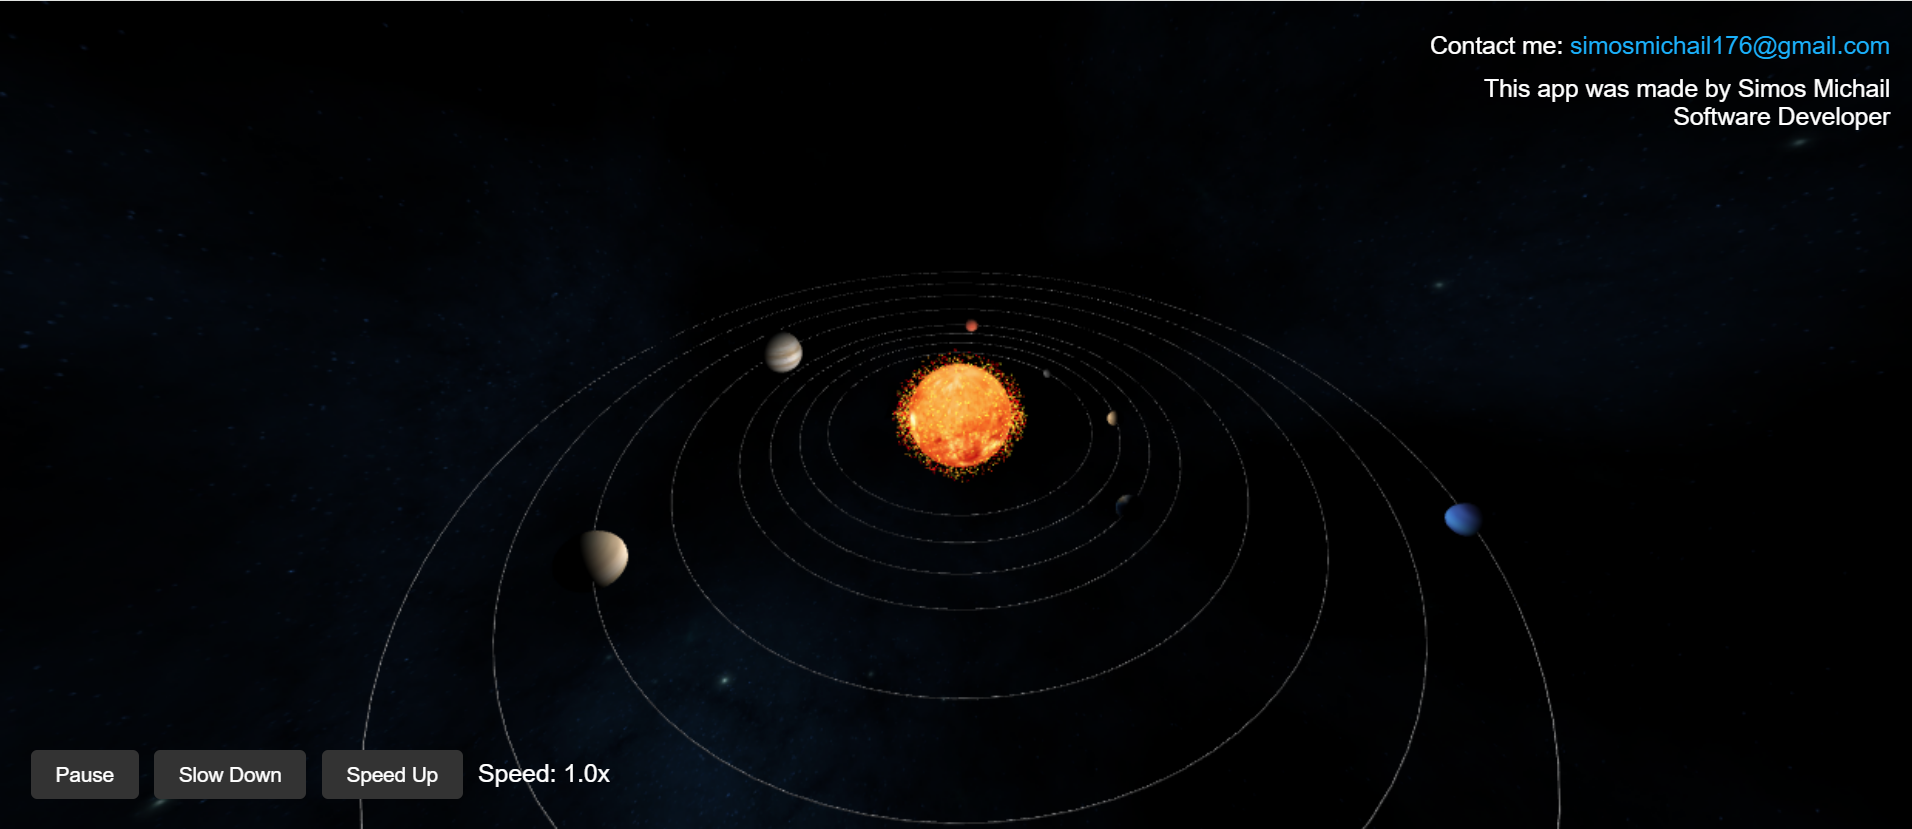 Contact me: simosmichail176@gmail.com
This app was made by Simos Michail
Software Developer
Pause
Slow Down
Speed Up
Speed: 1.0x